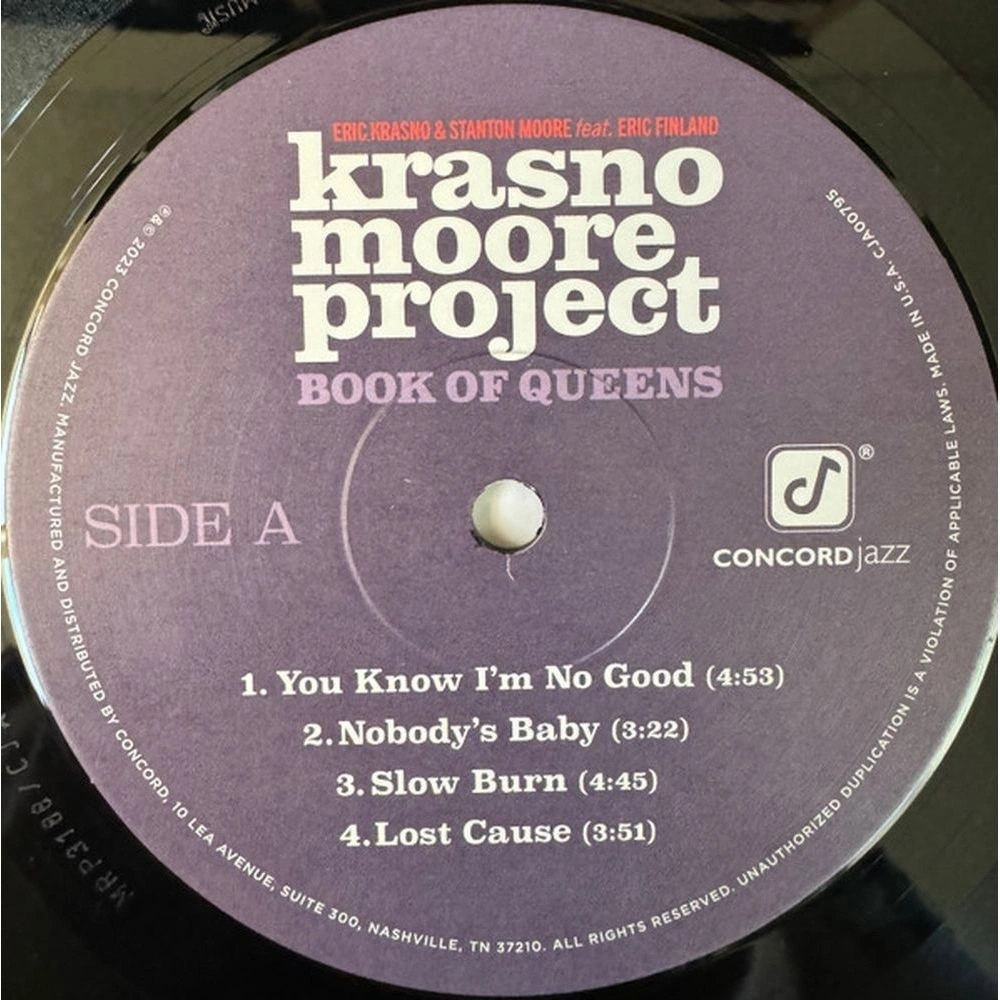 MUSIC
ERIC KRASNO & STANTON MOORE feat. ERIC FINLAND
krasno
moore
project
BOOK OF QUEENS
SIDE A
®
CONCORD jazz
1. You Know I'm No Good (4:53)
2. Nobody's Baby (3:22)
3. Slow Burn (4:45)
4. Lost Cause (3:51)
℗&© 2023 CONCORD JAZZ. MANUFACTURED AND DISTRIBUTED BY CONCORD, 10 LEA AVENUE, SUITE 300, NASHVILLE, TN 37210. ALL RIGHTS RESERVED. UNAUTHORIZED DUPLICATION IS A VIOLATION OF APPLICABLE LAWS. MADE IN U.S.A. CJA00795